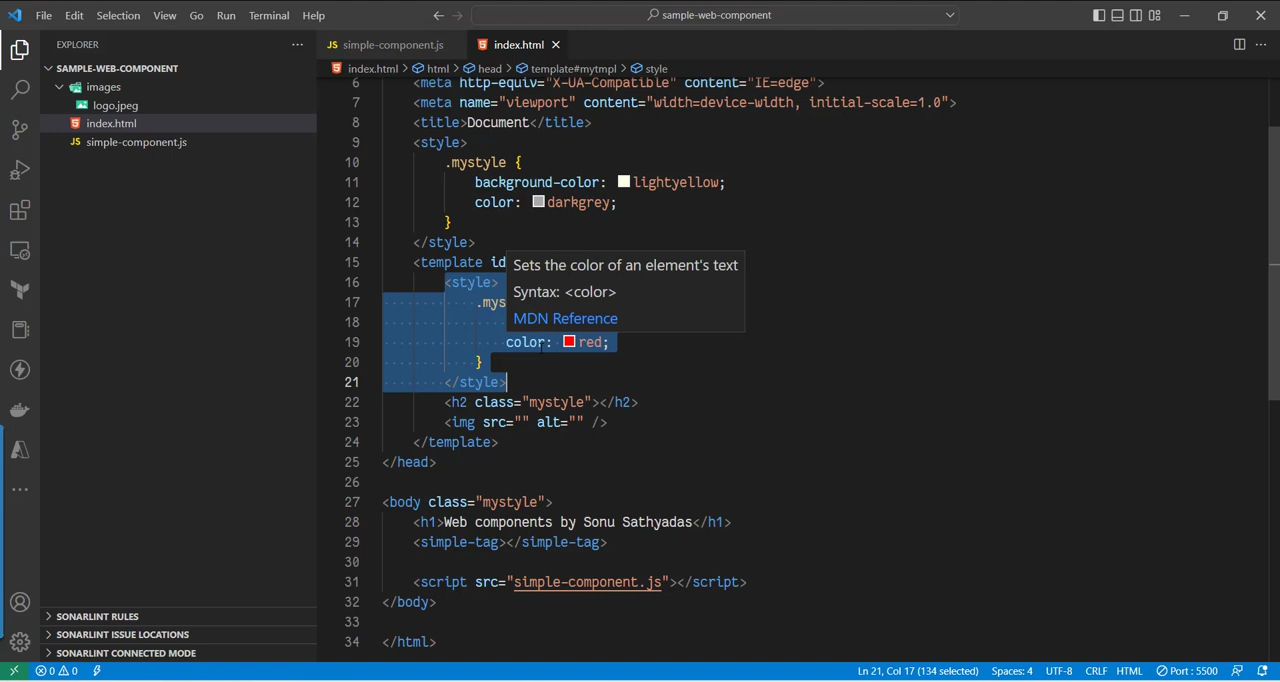 File Edit Selection View Go Run Terminal Help
sample-web-component
EXPLORER
SAMPLE-WEB-COMPONENT
images
logo.jpeg
index.html
JS simple-component.js
SONARLINT RULES
SONARLINT ISSUE LOCATIONS
SONARLINT CONNECTED MODE
JS simple-component.js
index.html
index.html > html > head > template#mytmpl > style
6 <meta http-equiv="X-UA-Compatible" content="IE=edge">
7 <meta name="viewport" content="width=device-width, initial-scale=1.0">
8 <title>Document</title>
9 <style>
10 .mystyle {
11 background-color: lightyellow;
12 color: darkgrey;
13 }
14 </style>
15 <template id
16 <style>
17 .mys
18
19 color: red;
20 }
21 </style>
22 <h2 class="mystyle"></h2>
23 <img src="" alt="" />
24 </template>
25 </head>
26
27 <body class="mystyle">
28 <h1>Web components by Sonu Sathyadas</h1>
29 <simple-tag></simple-tag>
30
31 <script src="simple-component.js"></script>
32 </body>
33
34 </html>
Sets the color of an element's text
Syntax: <color>
MDN Reference
0 0
Ln 21, Col 17 (134 selected) Spaces: 4 UTF-8 CRLF HTML Port : 5500